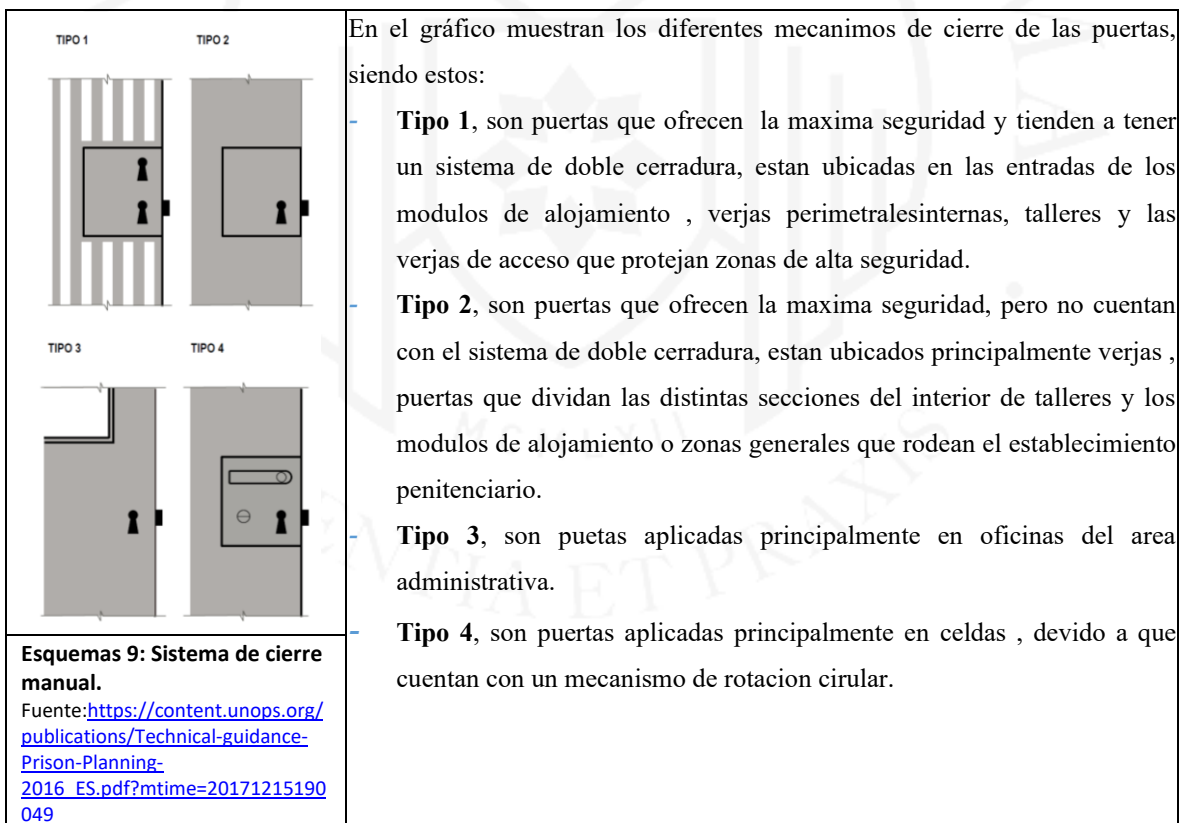 TIPO 1
TIPO 2
TIPO 3
TIPO 4
Esquemas 9: Sistema de cierre
manual.
Fuente:https://content.unops.org/
publications/Technical-guidance-
Prison-Planning-
2016_ES.pdf?mtime=20171215190
049
En el gráfico muestran los diferentes mecanimos de cierre de las puertas,
siendo estos:
- Tipo 1, son puertas que ofrecen la maxima seguridad y tienden a tener
un sistema de doble cerradura, estan ubicadas en las entradas de los
modulos de alojamiento , verjas perimetralesinternas, talleres y las
verjas de acceso que protejan zonas de alta seguridad.
- Tipo 2, son puertas que ofrecen la maxima seguridad, pero no cuentan
con el sistema de doble cerradura, estan ubicados principalmente verjas ,
puertas que dividan las distintas secciones del interior de talleres y los
modulos de alojamiento o zonas generales que rodean el establecimiento
penitenciario.
- Tipo 3, son puetas aplicadas principalmente en oficinas del area
administrativa.
- Tipo 4, son puertas aplicadas principalmente en celdas , devido a que
cuentan con un mecanismo de rotacion cirular.
ENTIA ET PRAXIS